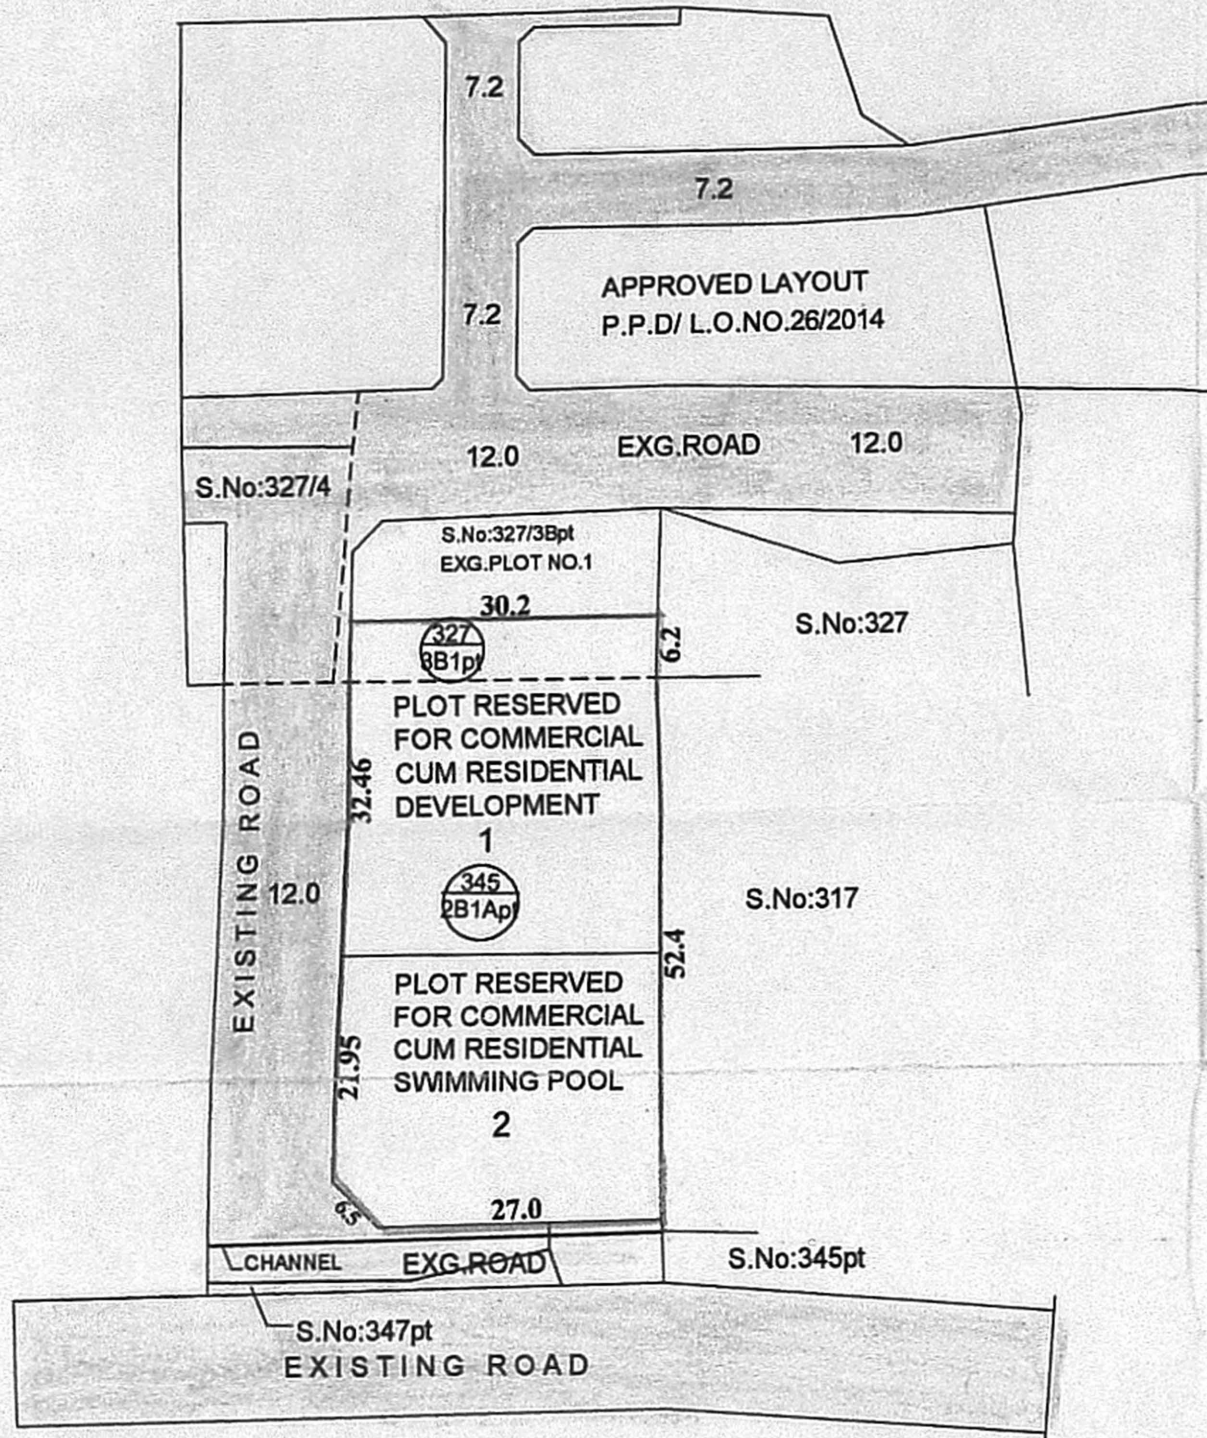 7.2
7.2
APPROVED LAYOUT
P.P.D/ L.O.NO.26/2014
7.2
12.0
EXG.ROAD
12.0
S.No:327/4
S.No:327/3Bpt
EXG.PLOT NO.1
30.2
327
3B1pt
6.2
S.No:327
PLOT RESERVED
FOR COMMERCIAL
CUM RESIDENTIAL
DEVELOPMENT
1
32.46
345
2B1Apt
EXISTING ROAD
12.0
S.No:317
52.4
PLOT RESERVED
FOR COMMERCIAL
CUM RESIDENTIAL
SWIMMING POOL
2
21.95
6.5
27.0
CHANNEL
EXG.ROAD
S.No:345pt
S.No:347pt
EXISTING ROAD